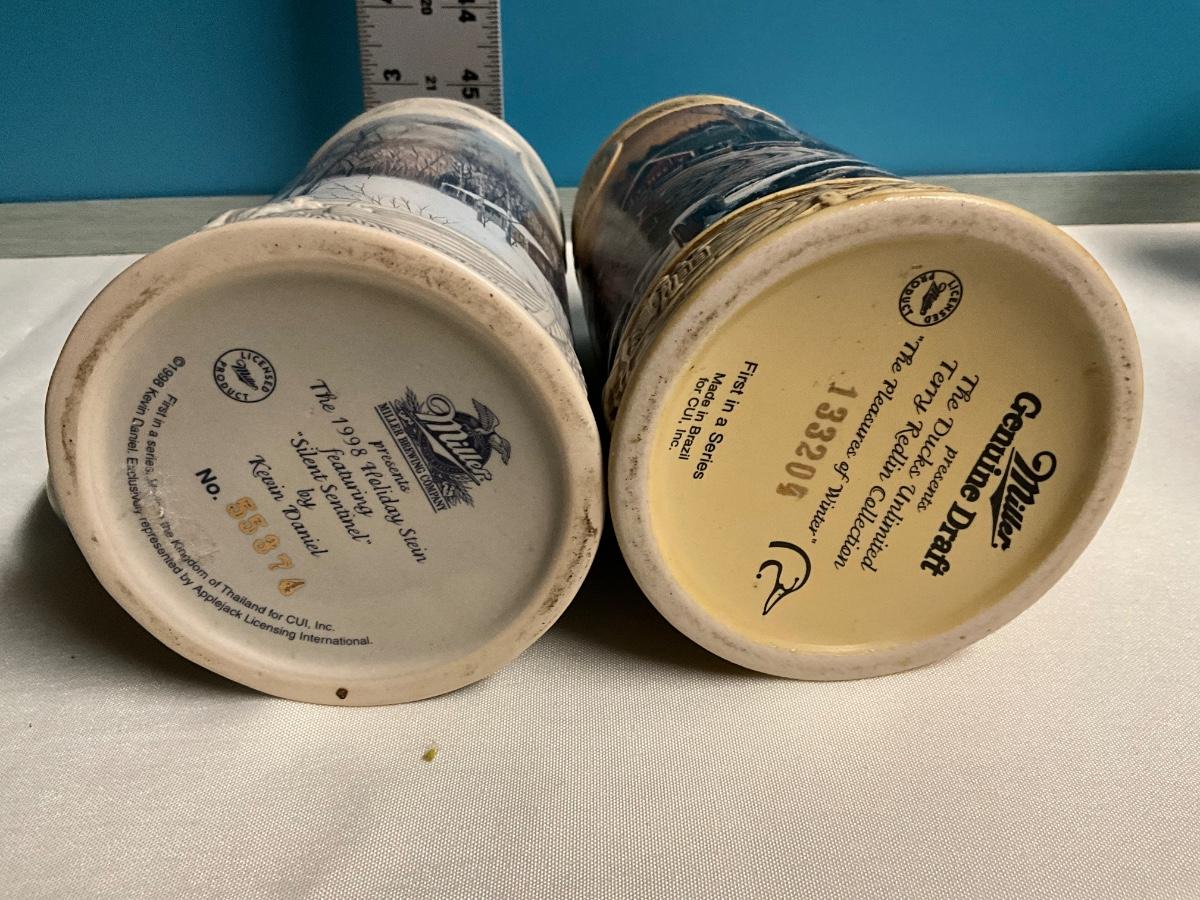 20
44
3
21
45
Miller
MILLER BREWING COMPANY
presents
The 1998 Holiday Stein
featuring
"Silent Sentinel"
by
Kevin Daniel
No. 55874
LICENSED
Miller
PRODUCT
First in a series, the Kingdom of Thailand for CUI, Inc.
©1998 Kevin Daniel. Exclusively represented by Applejack Licensing International.
Miller
Genuine Draft
presents
The Ducks Unlimited
Terry Redlin Collection
"The Pleasures of Winter"
133204
First in a Series
Made in Brazil
for CUI, Inc.
LICENSED
Miller
PRODUCT